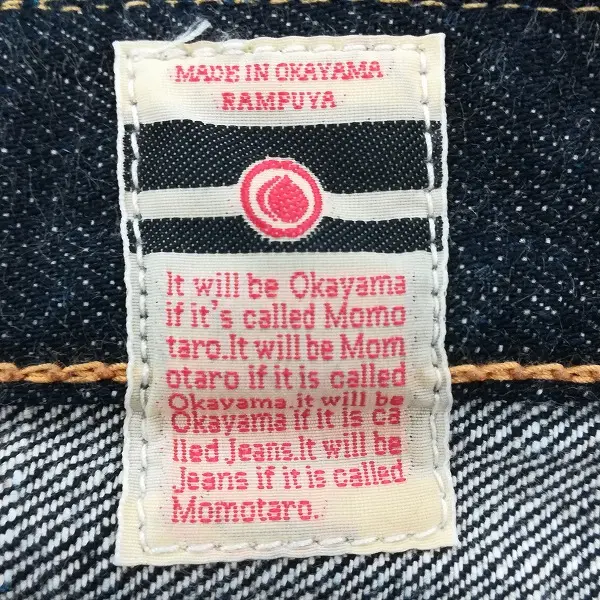 MADE IN OKAYAMA
RAMPUYA
It will be Okayama
if it's called Momo
taro.It will be Mom
otaro if it is called
Okayama.it will be
Okayama if it is ca
lled Jeans.It will be
Jeans if it is called
Momotaro.